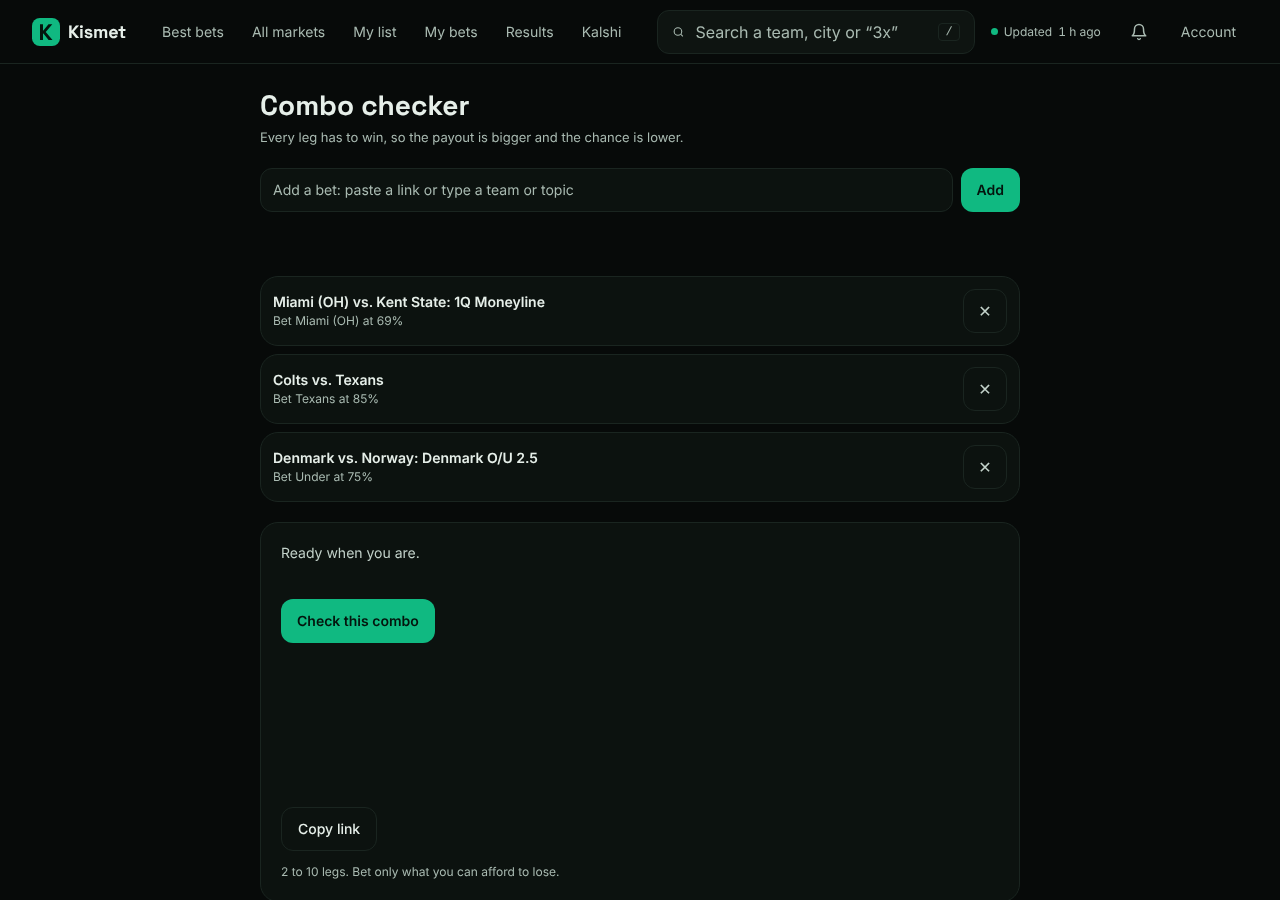 K Kismet
Best bets
All markets
My list
My bets
Results
Kalshi
Search a team, city or “3x”
/
Updated 1 h ago
Account
Combo checker
Every leg has to win, so the payout is bigger and the chance is lower.
Add a bet: paste a link or type a team or topic
Add
Miami (OH) vs. Kent State: 1Q Moneyline
Bet Miami (OH) at 69%
Colts vs. Texans
Bet Texans at 85%
Denmark vs. Norway: Denmark O/U 2.5
Bet Under at 75%
Ready when you are.
Check this combo
Copy link
2 to 10 legs. Bet only what you can afford to lose.